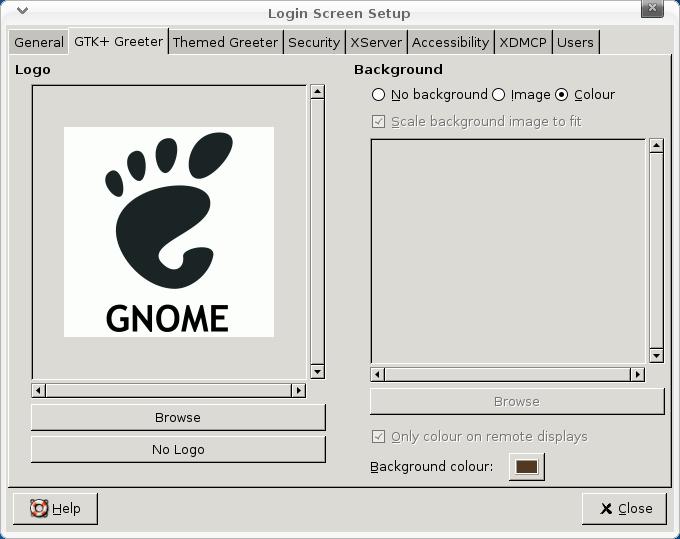 Login Screen Setup
General GTK+ Greeter Themed Greeter Security XServer Accessibility XDMCP Users
Logo
GNOME
Browse
No Logo
Background
No background Image Colour
Scale background image to fit
Browse
Only colour on remote displays
Background colour:
Help Close